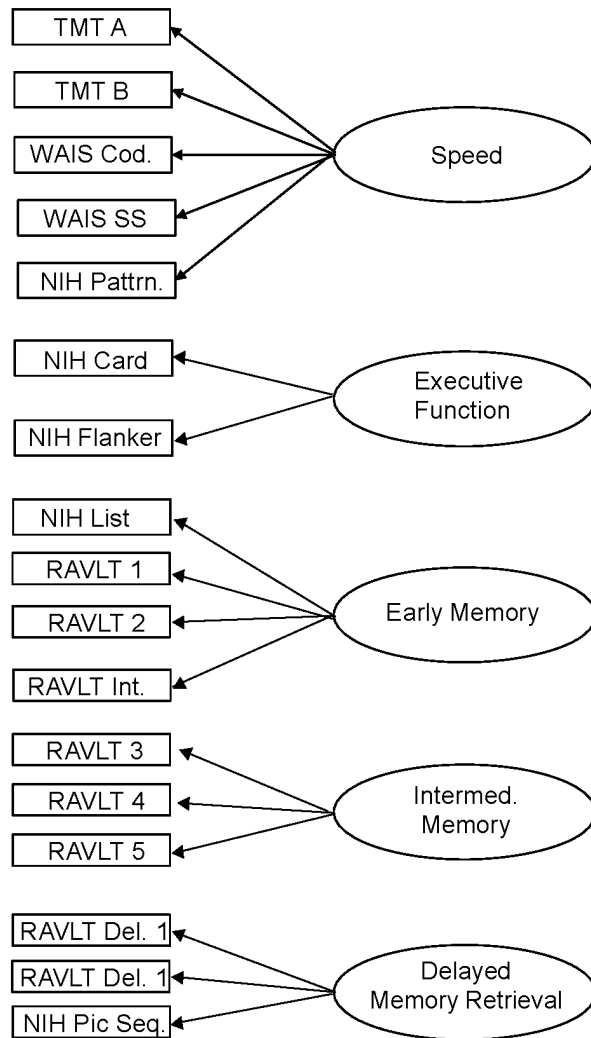 TMT A
TMT B
WAIS Cod.
WAIS SS
NIH Pattrn.
Speed
NIH Card
NIH Flanker
Executive
Function
NIH List
RAVLT 1
RAVLT 2
RAVLT Int.
Early Memory
RAVLT 3
RAVLT 4
RAVLT 5
Intermed.
Memory
RAVLT Del. 1
RAVLT Del. 1
NIH Pic Seq.
Delayed
Memory Retrieval